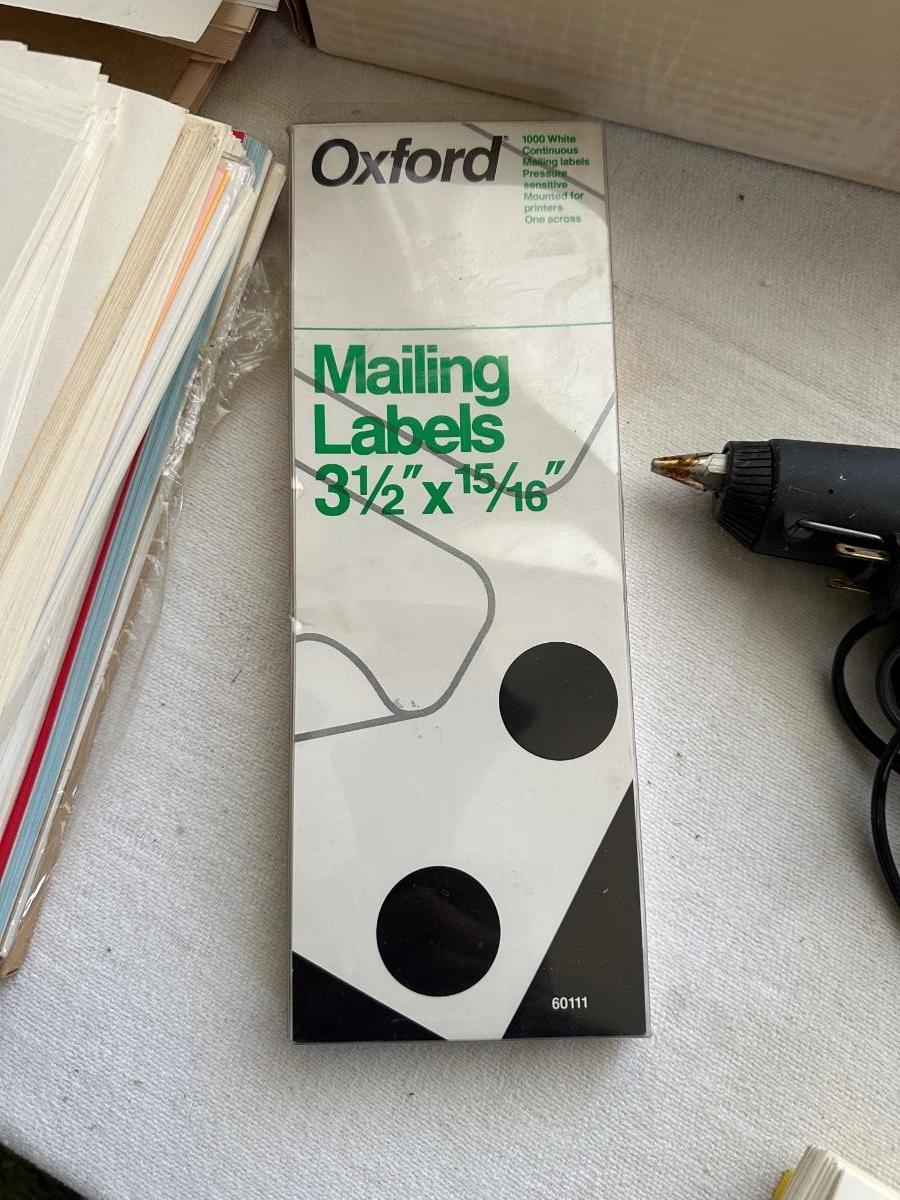 Oxford®
1000 White
Continuous
Mailing labels
Pressure
sensitive
Mounted for
printers
One across
Mailing
Labels
3½" x 15/16"
60111